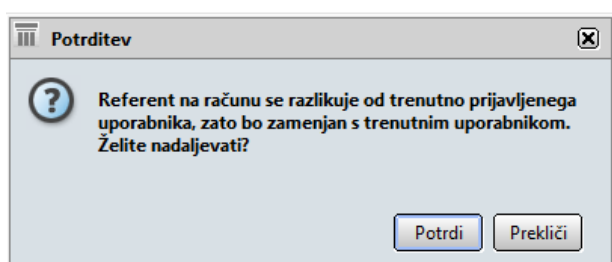 Potrditev
Referent na računu se razlikuje od trenutno prijavljenega
uporabnika, zato bo zamenjan s trenutnim uporabnikom.
Želite nadaljevati?
Potrdi Prekliči